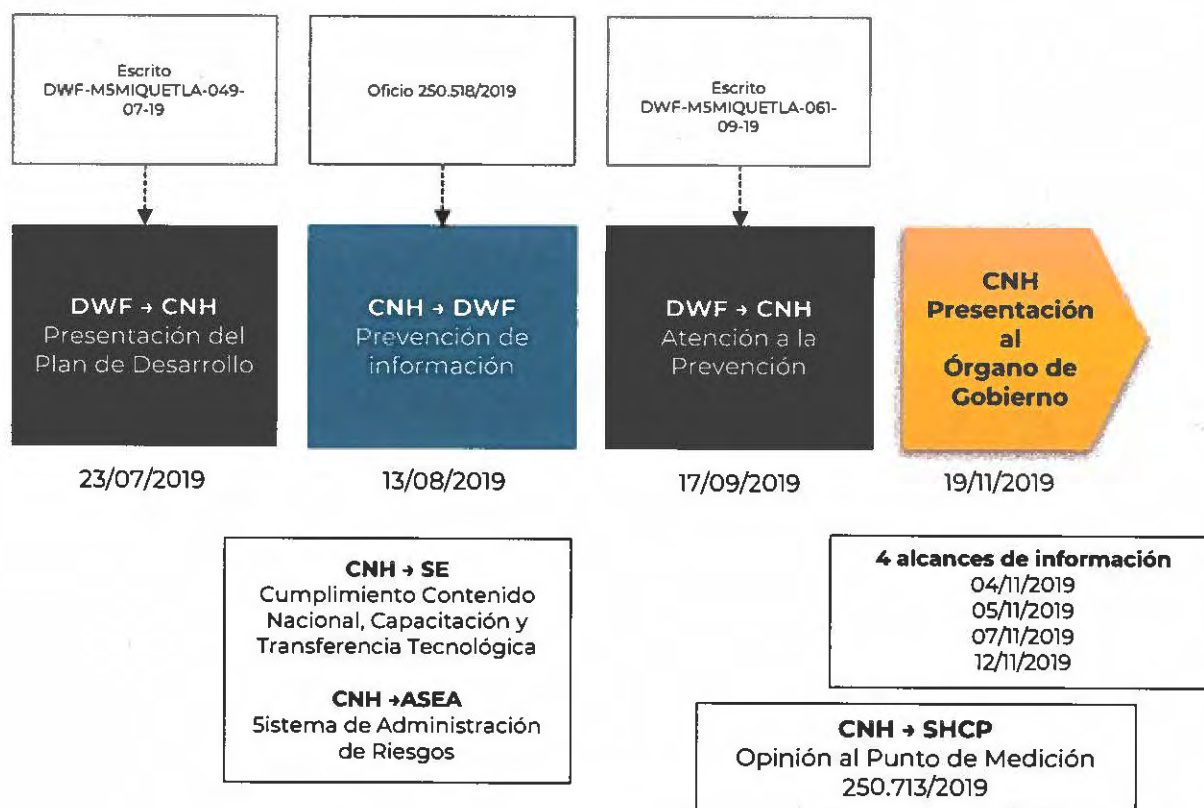 Escrito
DWF-MSMIQUETLA-049-
07-19
Oficio 250.518/2019
Escrito
DWF-MSMIQUETLA-061-
09-19
DWF → CNH
Presentación del
Plan de Desarrollo
CNH → DWF
Prevención de
información
DWF → CNH
Atención a la
Prevención
CNH
Presentación
al
Órgano de
Gobierno
23/07/2019
13/08/2019
17/09/2019
19/11/2019
CNH → SE
Cumplimiento Contenido
Nacional, Capacitación y
Transferencia Tecnológica
CNH →ASEA
Sistema de Administración
de Riesgos
4 alcances de información
04/11/2019
05/11/2019
07/11/2019
12/11/2019
CNH → SHCP
Opinión al Punto de Medición
250.713/2019